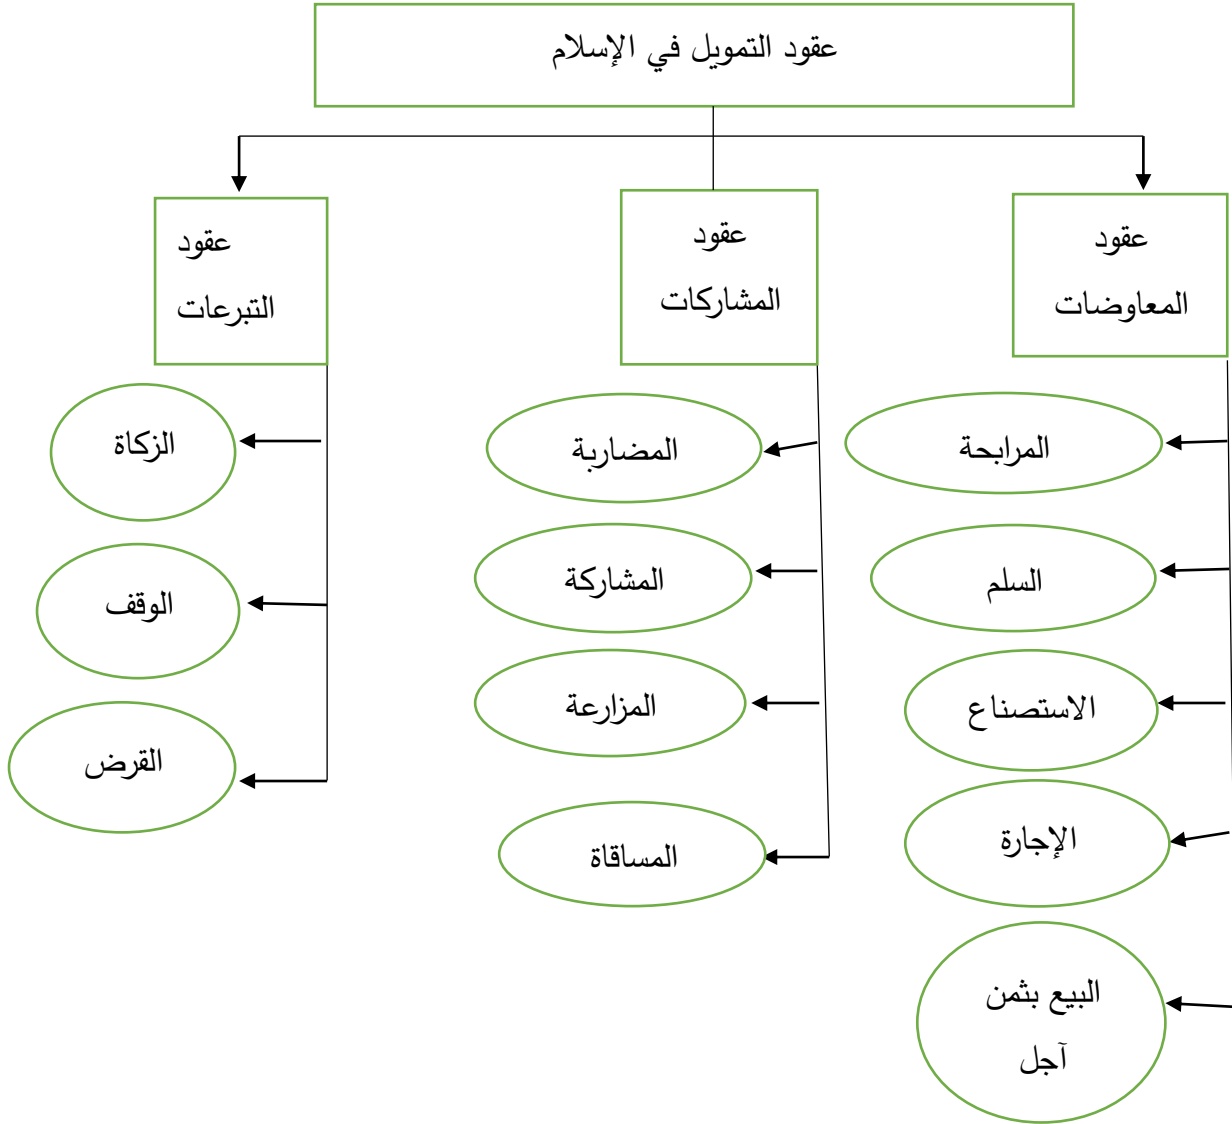 عقود التمويل في الإسلام
عقود
المعاوضات
المرابحة
السلم
الاستصناع
الإجارة
البيع بثمن
آجل
عقود
المشاركات
المضاربة
المشاركة
المزارعة
المساقاة
عقود
التبرعات
الزكاة
الوقف
القرض